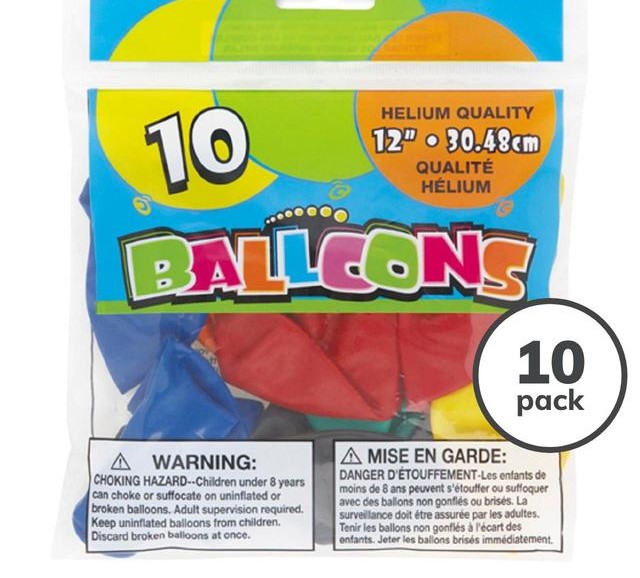 10
HELIUM QUALITY
12" • 30.48cm
QUALITÉ
HÉLIUM
BALLOONS
10
pack
⚠ WARNING:
CHOKING HAZARD--Children under 8 years
can choke or suffocate on uninflated or
broken balloons. Adult supervision required.
Keep uninflated balloons from children.
Discard broken balloons at once.
⚠ MISE EN GARDE:
DANGER D'ÉTOUFFEMENT-Les enfants de
moins de 8 ans peuvent s'étouffer ou suffoquer
avec des ballons non gonflés ou brisés. La
surveillance doit être assurée par les adultes.
Tenir les ballons non gonflés à l'écart des
enfants. Jeter les ballons brisés immédiatement.